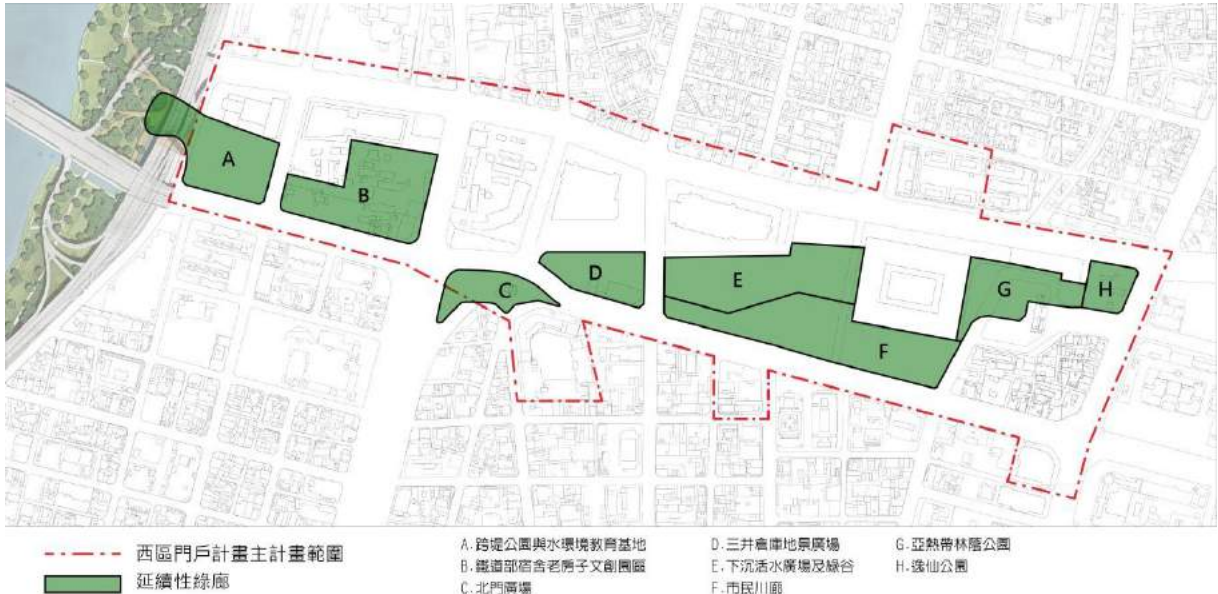 A
B
C
D
E
F
G
H
西區門戶計畫主計畫範圍
延續性綠廊
A.跨堤公園與水環境教育基地
B.鐵道部宿舍老房子文創園區
C.北門廣場
D.三井倉庫地景廣場
E.下沉活水廣場及綠谷
F.市民川廊
G.亞熱帶林蔭公園
H.逸仙公園